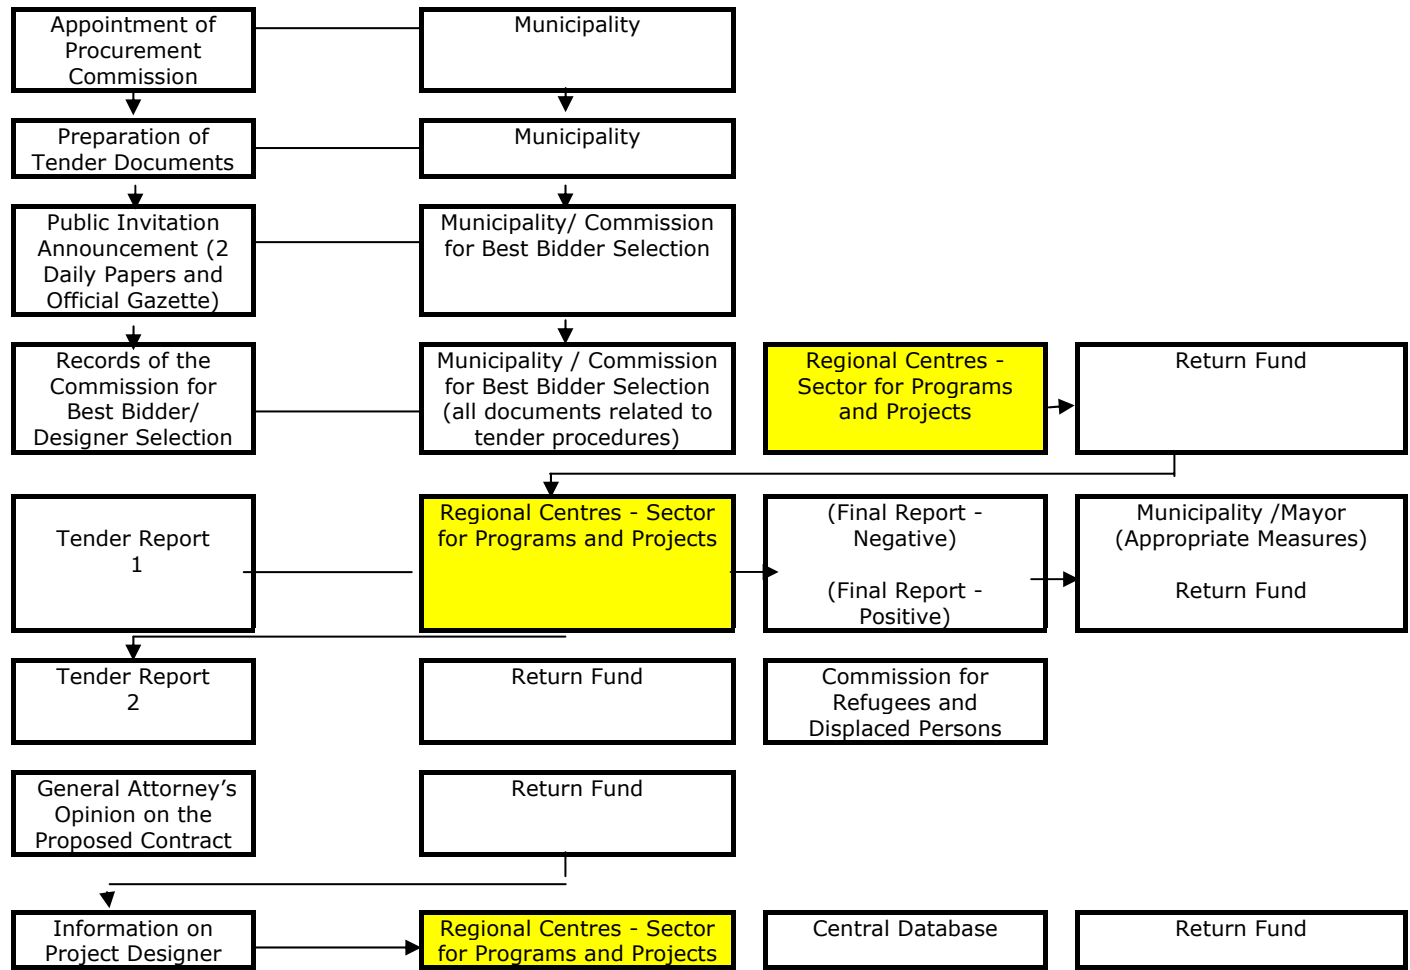 Appointment of
Procurement
Commission
Municipality
Preparation of
Tender Documents
Municipality
Public Invitation
Announcement (2
Daily Papers and
Official Gazette)
Municipality/ Commission
for Best Bidder Selection
Records of the
Commission for
Best Bidder/
Designer Selection
Municipality / Commission
for Best Bidder Selection
(all documents related to
tender procedures)
Regional Centres -
Sector for Programs
and Projects
Return Fund
Tender Report
1
Regional Centres - Sector
for Programs and Projects
(Final Report -
Negative)
(Final Report -
Positive)
Municipality /Mayor
(Appropriate Measures)
Return Fund
Tender Report
2
Return Fund
Commission for
Refugees and
Displaced Persons
General Attorney’s
Opinion on the
Proposed Contract
Return Fund
Information on
Project Designer
Regional Centres - Sector
for Programs and Projects
Central Database
Return Fund